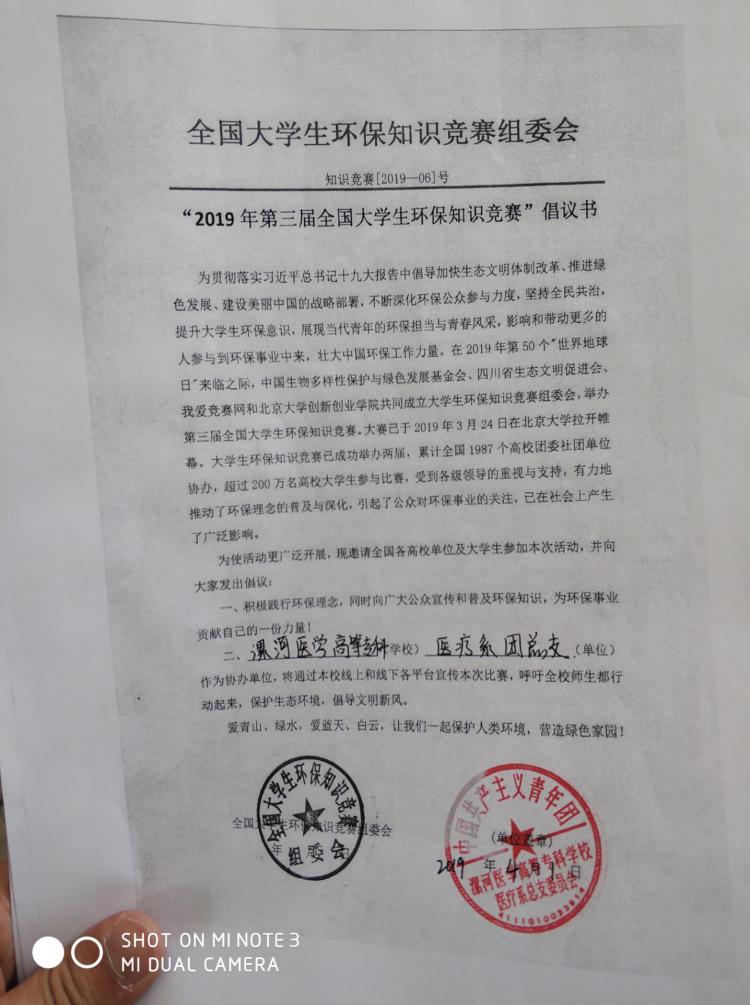 全国大学生环保知识竞赛组委会
知识竞赛[2019—06]号
“2019 年第三届全国大学生环保知识竞赛”倡议书
为贯彻落实习近平总书记十九大报告中倡导加快生态文明体制改革、推进绿
色发展、建设美丽中国的战略部署，不断深化环保公众参与力度，坚持全民共治，
提升大学生环保意识，展现当代青年的环保担当与青春风采，影响和带动更多的
人参与到环保事业中来，壮大中国环保工作力量。在 2019 年第 50 个"世界地球
日"来临之际，中国生物多样性保护与绿色发展基金会、四川省生态文明促进会、
我爱竞赛网和北京大学创新创业学院共同成立大学生环保知识竞赛组委会，举办
第三届全国大学生环保知识竞赛。大赛已于 2019 年 3 月 24 日在北京大学拉开帷
幕。大学生环保知识竞赛已成功举办两届，累计全国 1987 个高校团委社团单位
协办，超过 200 万名高校大学生参与比赛，受到各级领导的重视与支持，有力地
推动了环保理念的普及与深化，引起了公众对环保事业的关注，已在社会上产生
了广泛影响。
为使活动更广泛开展，现邀请全国各高校单位及大学生参加本次活动，并向
大家发出倡议：
一、积极践行环保理念，同时向广大公众宣传和普及环保知识，为环保事业
贡献自己的一份力量！
二、漯河医学高等专科学校）医疗系团总支（单位）
作为协办单位，将通过本校线上和线下各平台宣传本次比赛，呼吁全校师生都行
动起来，保护生态环境，倡导文明新风。
爱青山、绿水，爱蓝天、白云，让我们一起保护人类环境，营造绿色家园！
全国大学生环保知识竞赛
组委会
全国大学生环保知识竞赛组委会
年 月 日
中国共产主义青年团
（单位盖章）
2019 年 4 月 1 日
漯河医学高等专科学校
医疗系总支委员会
4111010033914
SHOT ON MI NOTE 3
MI DUAL CAMERA